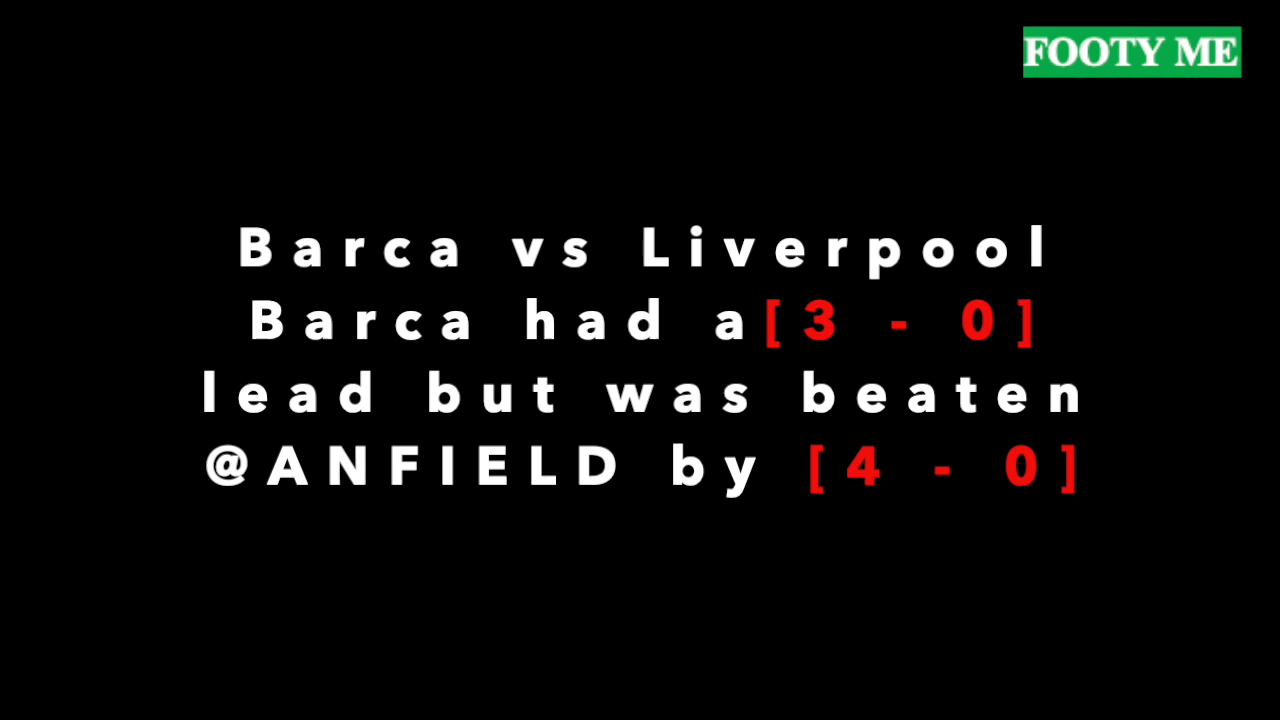 FOOTY ME
Barca vs Liverpool
Barca had a[3 - 0]
lead but was beaten
@ANFIELD by [4 - 0]